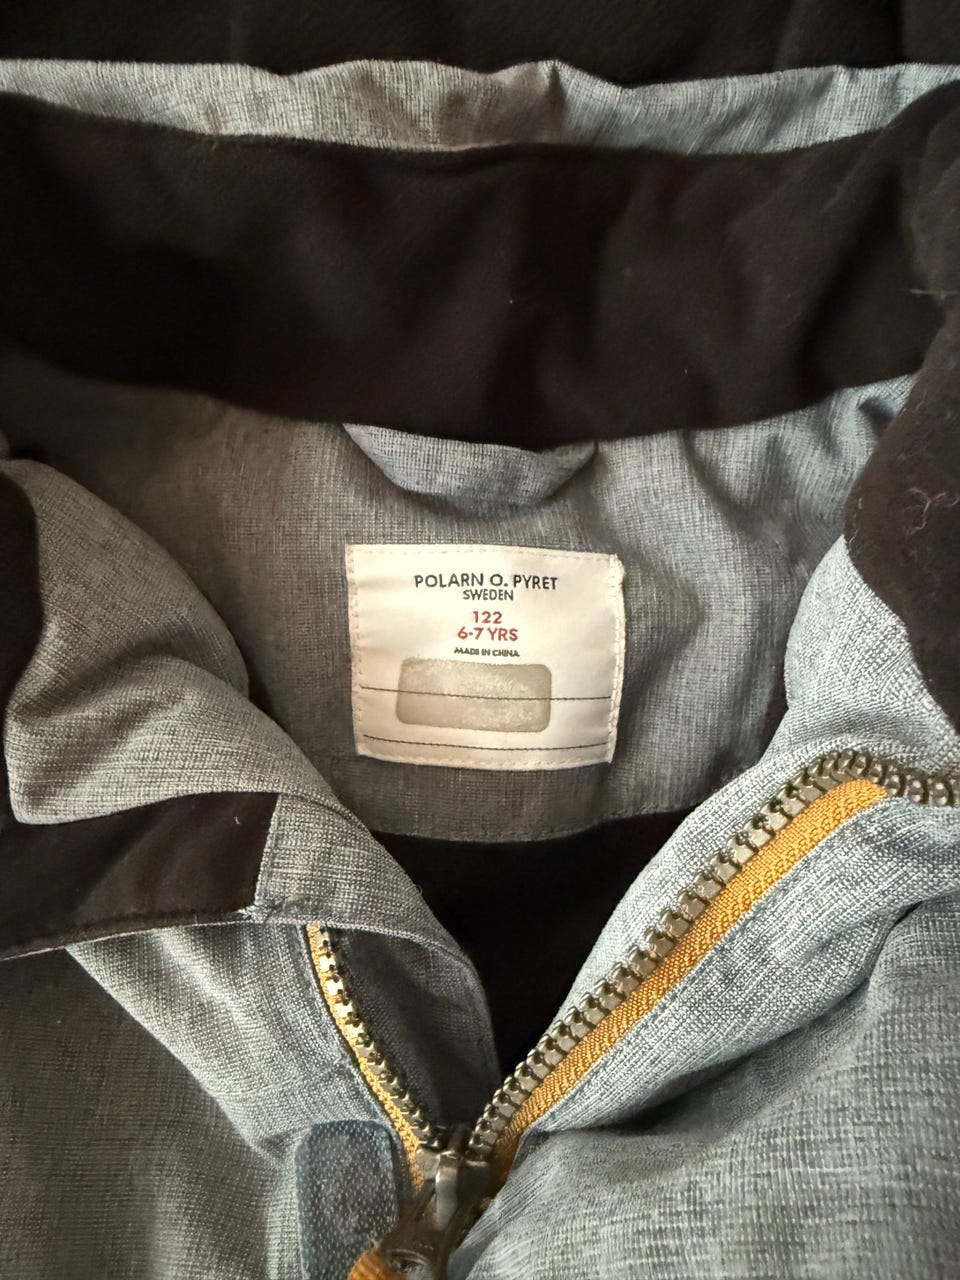 POLARN O. PYRET
SWEDEN
122
6-7 YRS
MADE IN CHINA